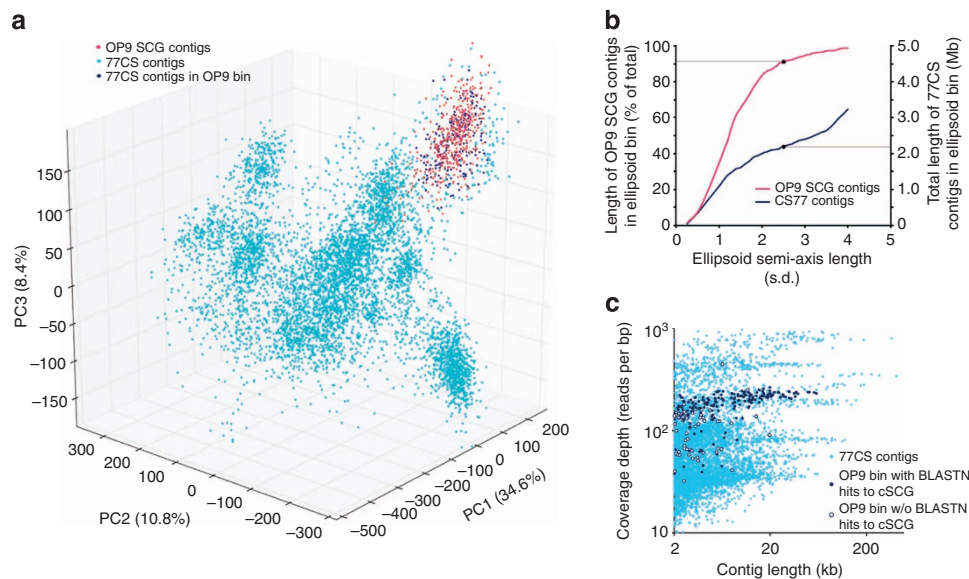 a
OP9 SCG contigs
77CS contigs
77CS contigs in OP9 bin
PC3 (8.4%)
150
100
50
0
−50
−100
−150
300
200
100
0
−100
−200
−300
PC2 (10.8%)
−500
−400
−300
−200
−100
0
100
200
PC1 (34.6%)
b
Length of OP9 SCG contigs
in ellipsoid bin (% of total)
100
80
60
40
20
0
5.0
4.0
3.0
2.0
1.0
0
Total length of 77CS
contigs in ellipsoid bin (Mb)
OP9 SCG contigs
CS77 contigs
0 1 2 3 4 5
Ellipsoid semi-axis length
(s.d.)
c
Coverage depth (reads per bp)
10³
10²
10
2 20 200
Contig length (kb)
77CS contigs
OP9 bin with BLASTN
hits to cSCG
OP9 bin w/o BLASTN
hits to cSCG